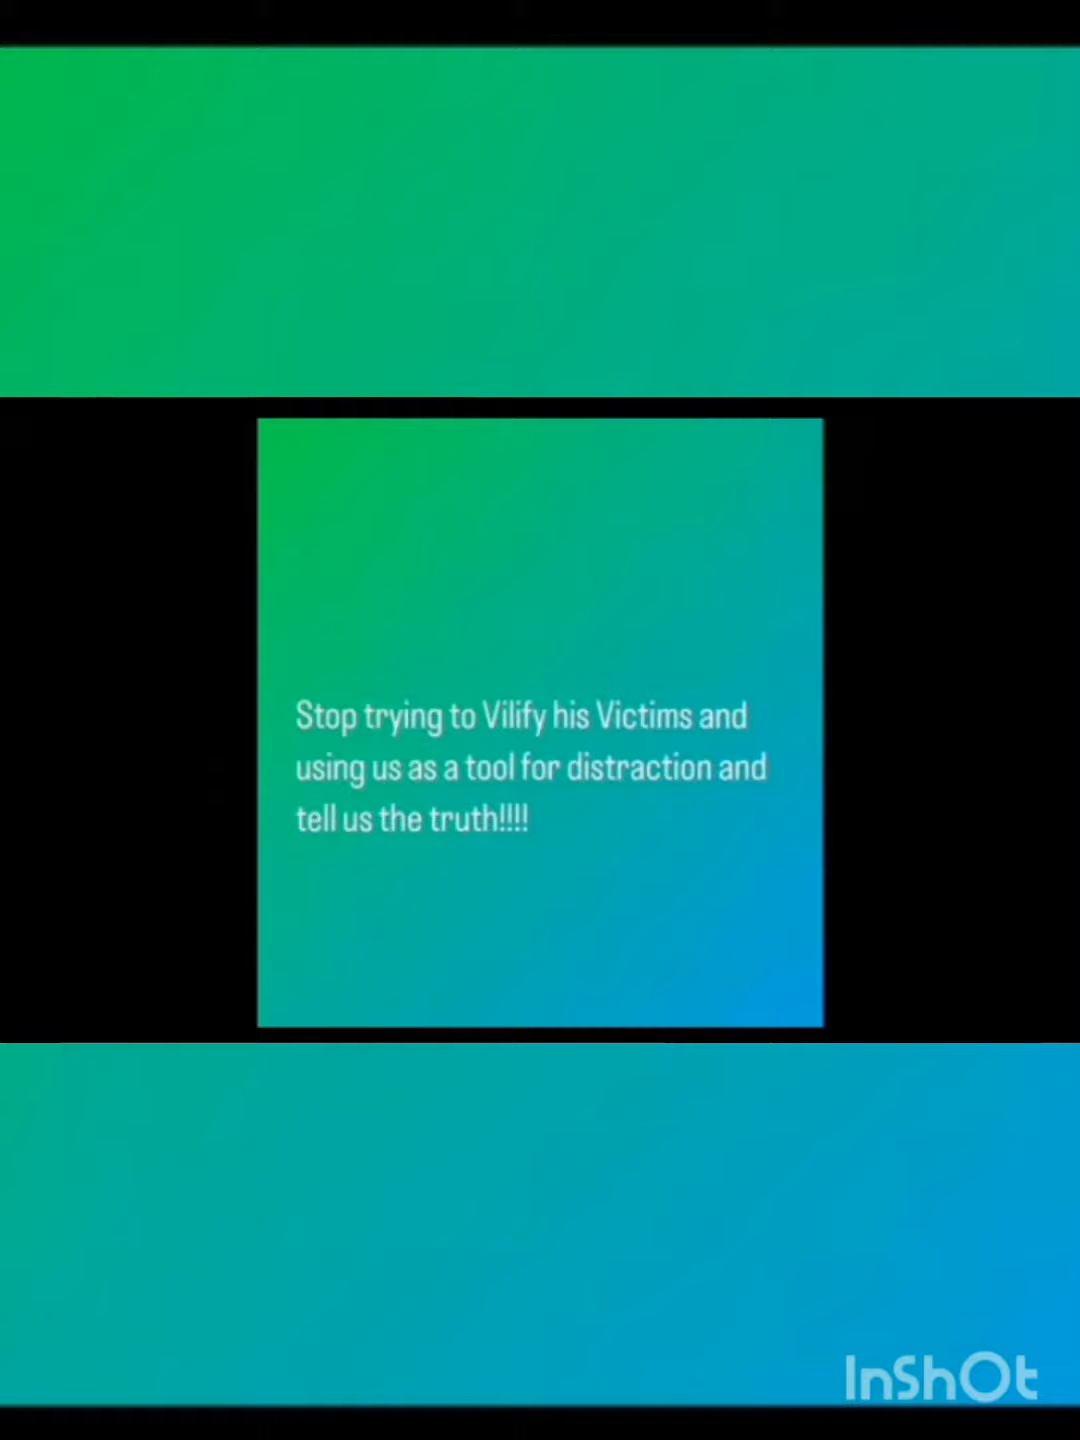 Stop trying to Vilify his Victims and
using us as a tool for distraction and
tell us the truth!!!!
InShOt